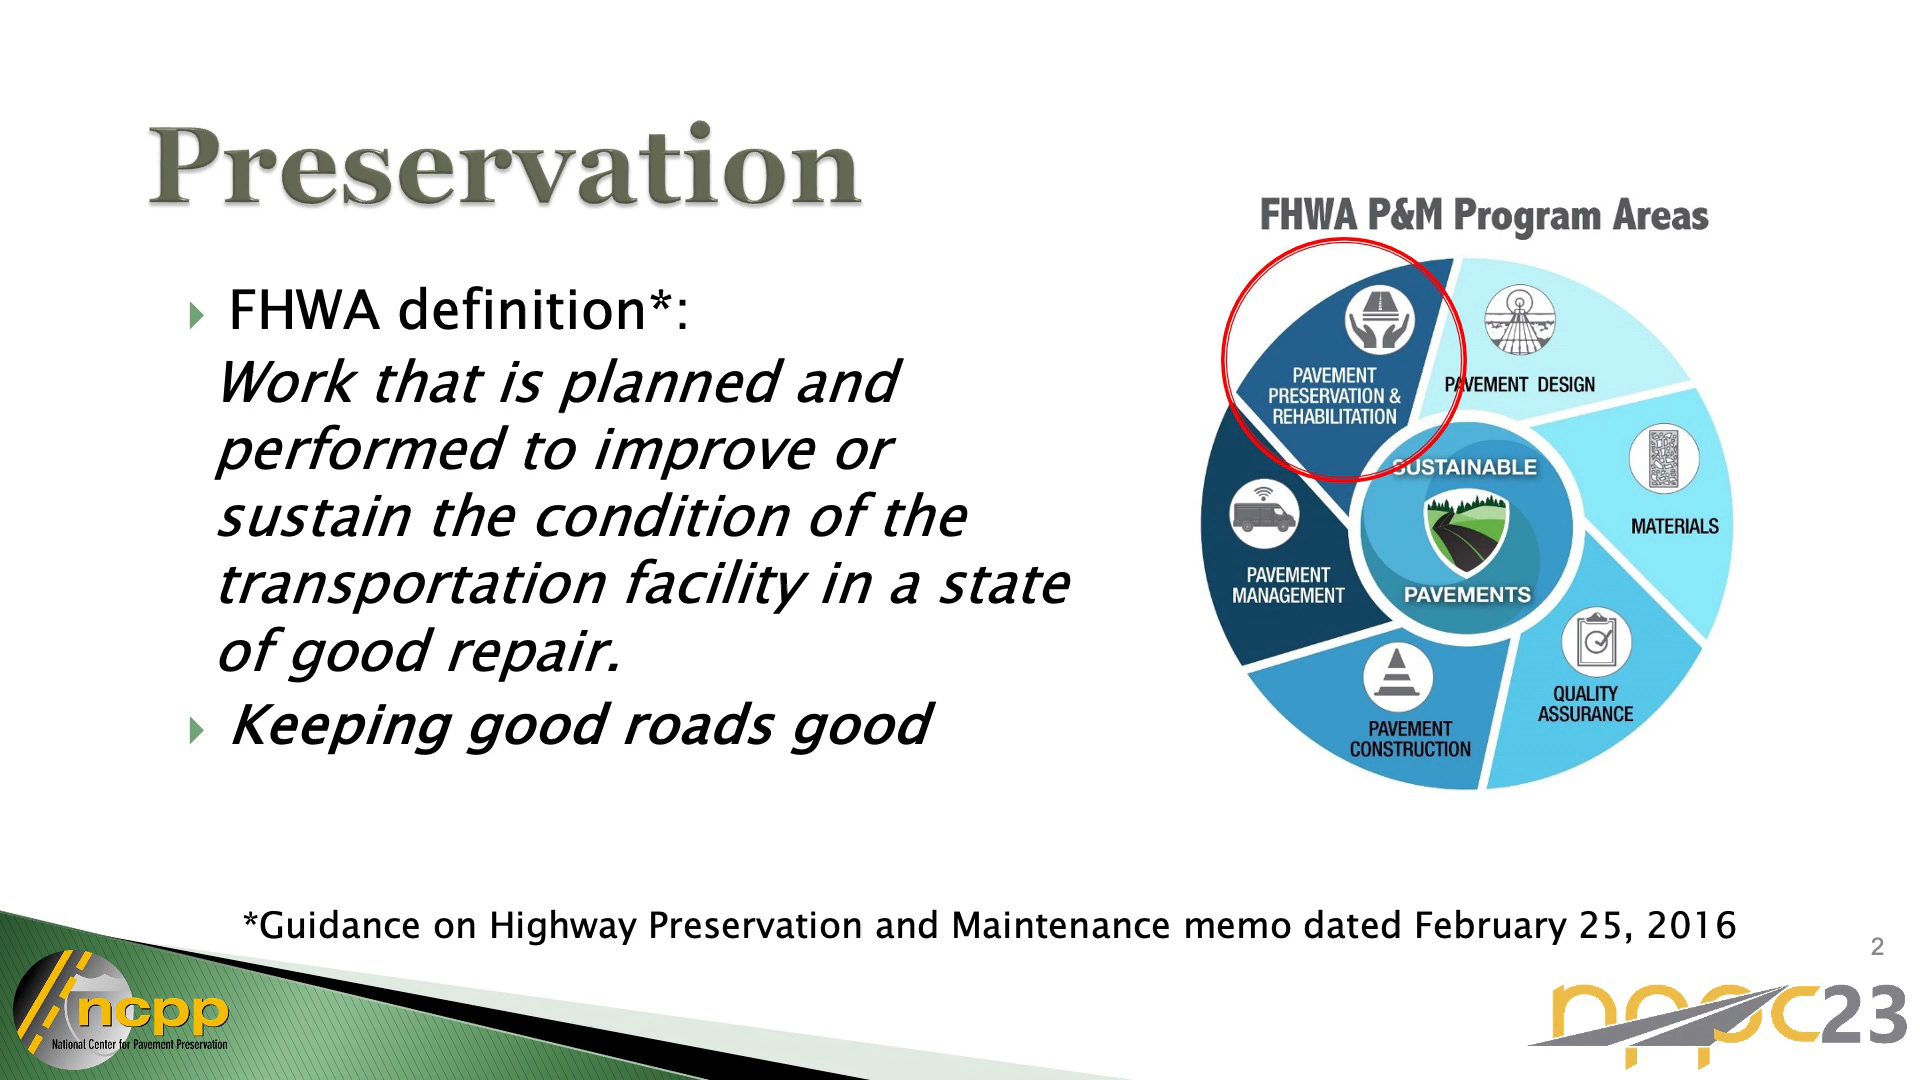 Preservation
FHWA definition*:
Work that is planned and
performed to improve or
sustain the condition of the
transportation facility in a state
of good repair.
Keeping good roads good
FHWA P&M Program Areas
PAVEMENT
PRESERVATION &
REHABILITATION
PAVEMENT DESIGN
MATERIALS
QUALITY
ASSURANCE
PAVEMENT
CONSTRUCTION
PAVEMENT
MANAGEMENT
SUSTAINABLE
PAVEMENTS
*Guidance on Highway Preservation and Maintenance memo dated February 25, 2016
2
ncpp
National Center for Pavement Preservation
nppc23